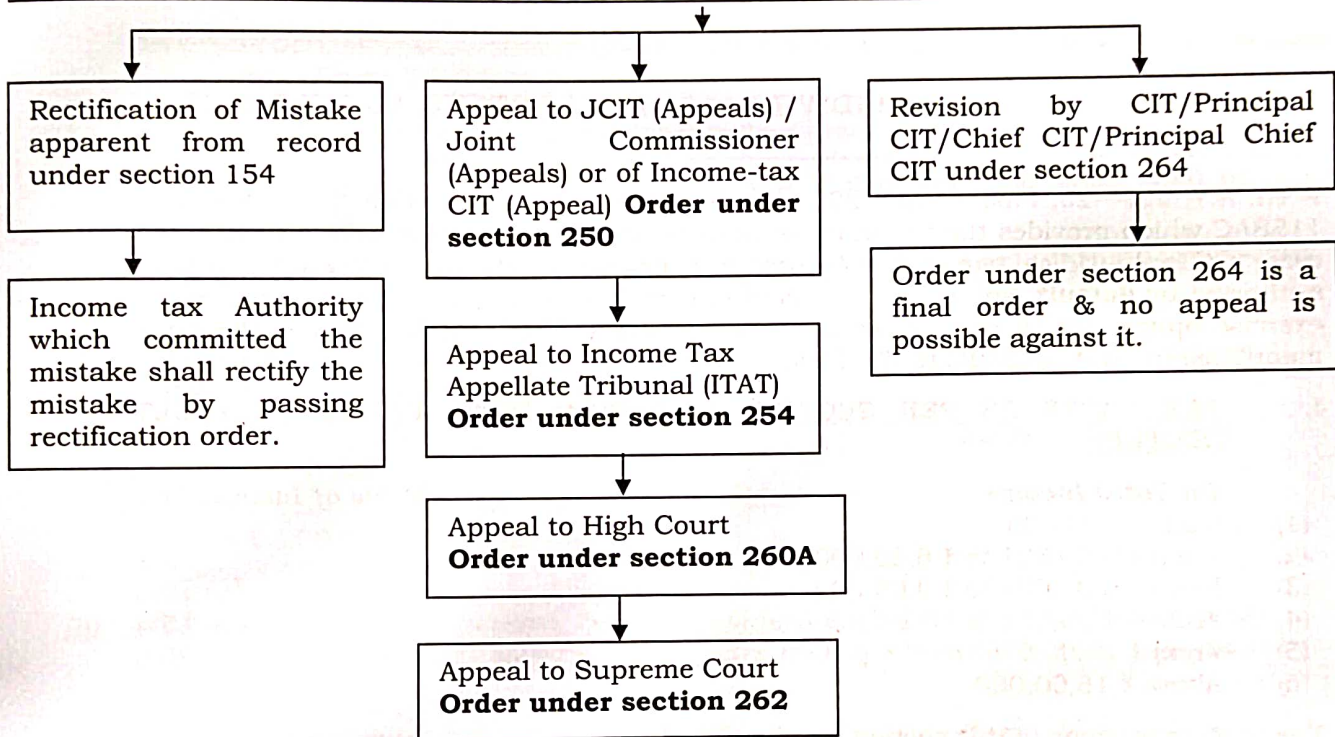 Rectification of Mistake
apparent from record
under section 154
Income tax Authority
which committed the
mistake shall rectify the
mistake by passing
rectification order.
Appeal to JCIT (Appeals) /
Joint Commissioner
(Appeals) or of Income-tax
CIT (Appeal) Order under
section 250
Appeal to Income Tax
Appellate Tribunal (ITAT)
Order under section 254
Appeal to High Court
Order under section 260A
Appeal to Supreme Court
Order under section 262
Revision by CIT/Principal
CIT/Chief CIT/Principal Chief
CIT under section 264
Order under section 264 is a
final order & no appeal is
possible against it.